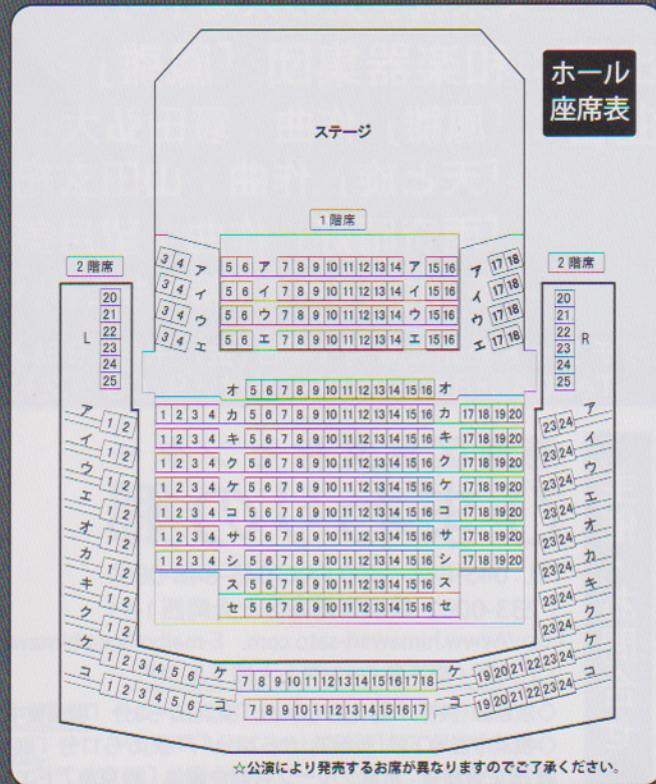 ホール
座席表
ステージ
1階席
2階席
2階席
3 4 ア 5 6 ア 7 8 9 10 11 12 13 14 ア 15 16 ア 17 18
3 4 イ 5 6 イ 7 8 9 10 11 12 13 14 イ 15 16 イ 17 18
3 4 ウ 5 6 ウ 7 8 9 10 11 12 13 14 ウ 15 16 ウ 17 18
3 4 エ 5 6 エ 7 8 9 10 11 12 13 14 エ 15 16 エ 17 18
L
20
21
22
23
24
25
R
20
21
22
23
24
25
オ 5 6 7 8 9 10 11 12 13 14 15 16 オ
1 2 3 4 カ 5 6 7 8 9 10 11 12 13 14 15 16 カ 17 18 19 20
1 2 3 4 キ 5 6 7 8 9 10 11 12 13 14 15 16 キ 17 18 19 20
1 2 3 4 ク 5 6 7 8 9 10 11 12 13 14 15 16 ク 17 18 19 20
1 2 3 4 ケ 5 6 7 8 9 10 11 12 13 14 15 16 ケ 17 18 19 20
1 2 3 4 コ 5 6 7 8 9 10 11 12 13 14 15 16 コ 17 18 19 20
1 2 3 4 サ 5 6 7 8 9 10 11 12 13 14 15 16 サ 17 18 19 20
1 2 3 4 シ 5 6 7 8 9 10 11 12 13 14 15 16 シ 17 18 19 20
ス 5 6 7 8 9 10 11 12 13 14 15 16 ス
セ 5 6 7 8 9 10 11 12 13 14 15 16 セ
ア 1 2
イ 1 2
ウ 1 2
エ 1 2
オ 1 2
カ 1 2
キ 1 2
ク 1 2
23 24 ア
23 24 イ
23 24 ウ
23 24 エ
23 24 オ
23 24 カ
23 24 キ
23 24 ク
ケ 1 2 3 4 5 6 ケ 7 8 9 10 11 12 13 14 15 16 17 18 ケ 19 20 21 22 23 24 ケ
コ 1 2 3 4 5 6 コ 7 8 9 10 11 12 13 14 15 16 17 コ 19 20 21 22 23 24 コ
☆公演により発売するお席が異なりますのでご了承ください。